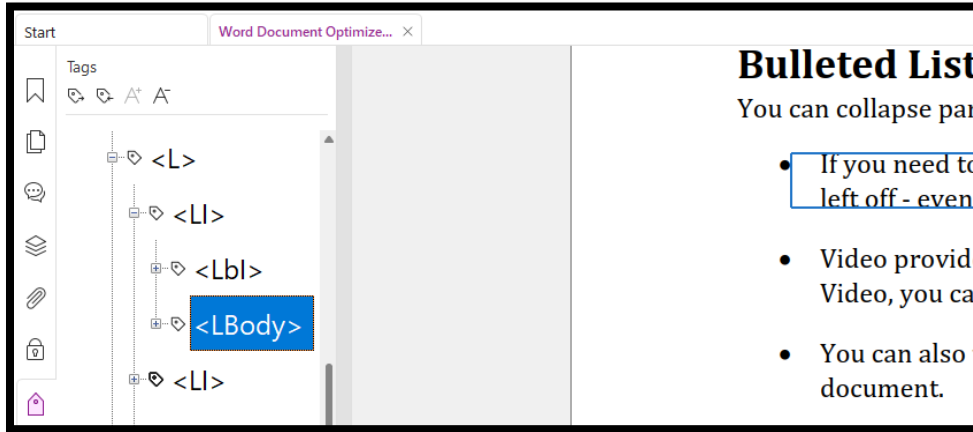 Start
Word Document Optimize...
Tags
<L>
<LI>
<Lbl>
<LBody>
<LI>
Bulleted List
You can collapse par
• If you need to
left off - even
• Video provid
Video, you ca
• You can also
document.